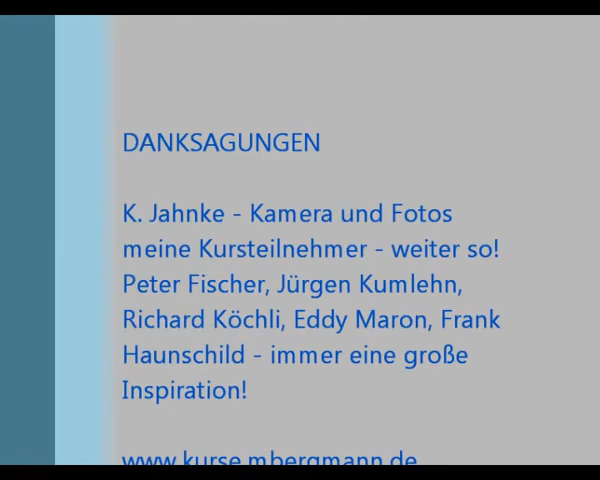 DANKSAGUNGEN
K. Jahnke - Kamera und Fotos
meine Kursteilnehmer - weiter so!
Peter Fischer, Jürgen Kumlehn,
Richard Köchli, Eddy Maron, Frank
Haunschild - immer eine große
Inspiration!
www.kurse.mbergmann.de